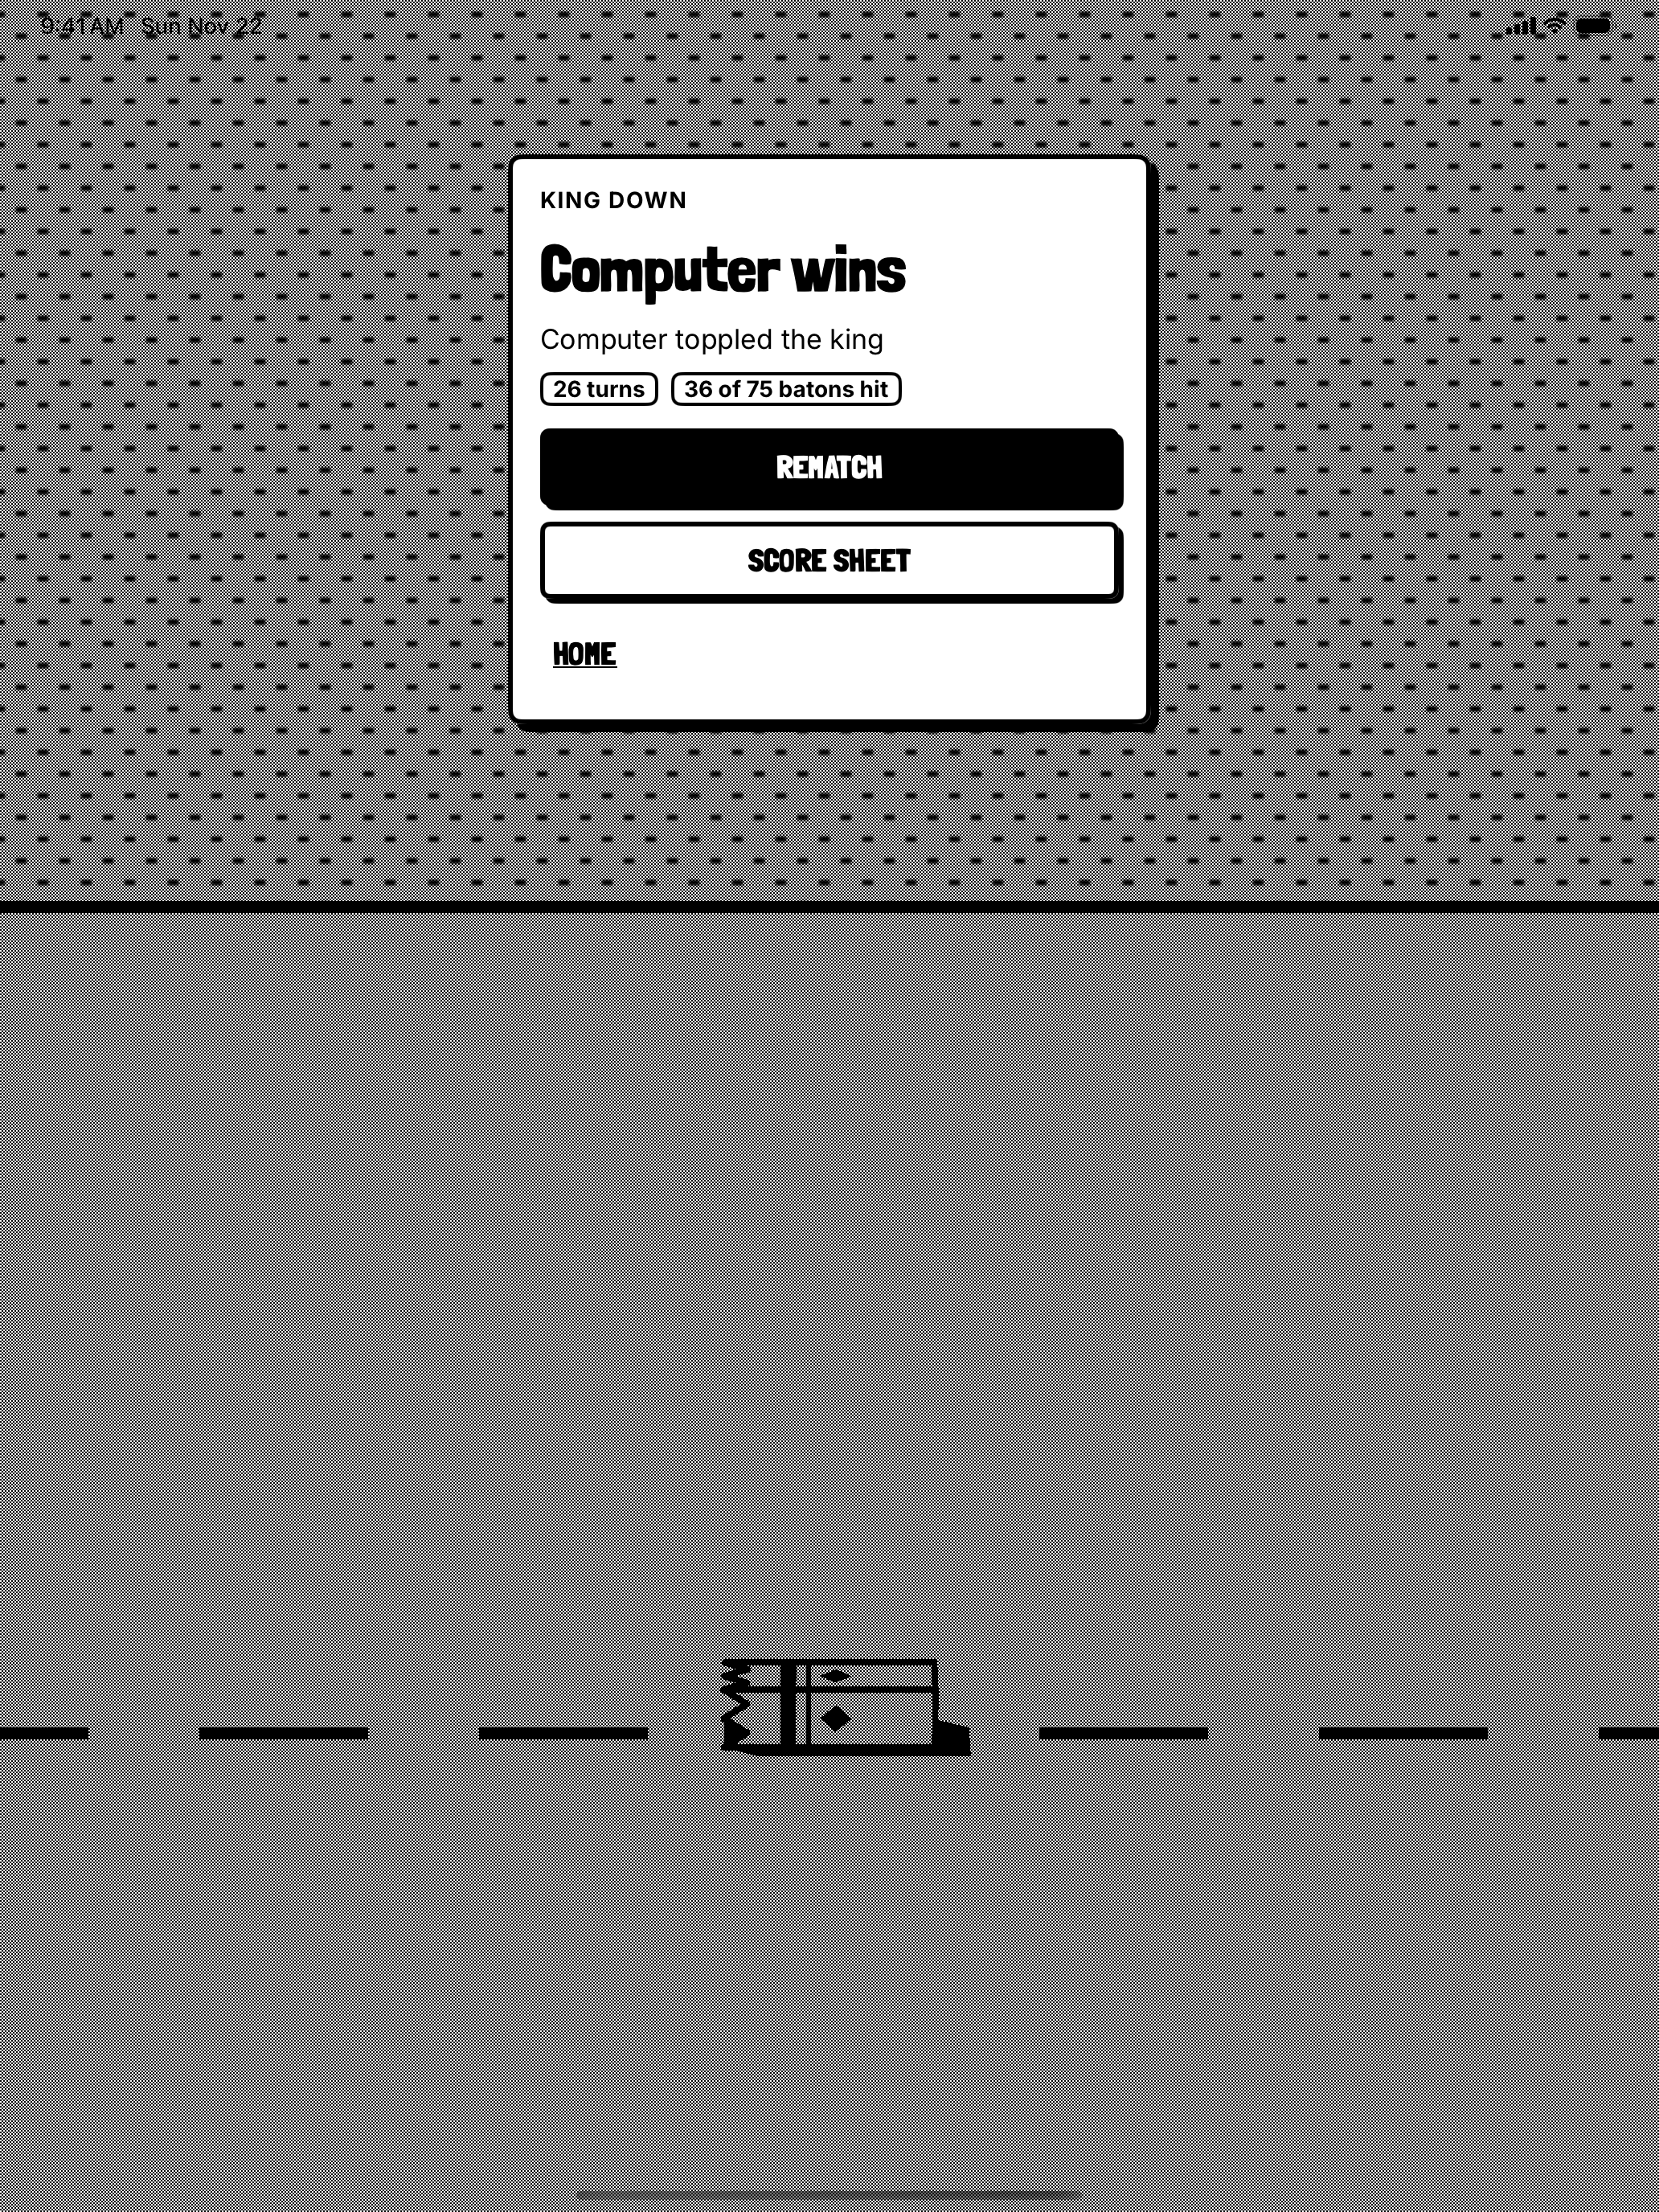 9:41 AM Sun Nov 22
KING DOWN
Computer wins
Computer toppled the king
26 turns 36 of 75 batons hit
REMATCH
SCORE SHEET
HOME